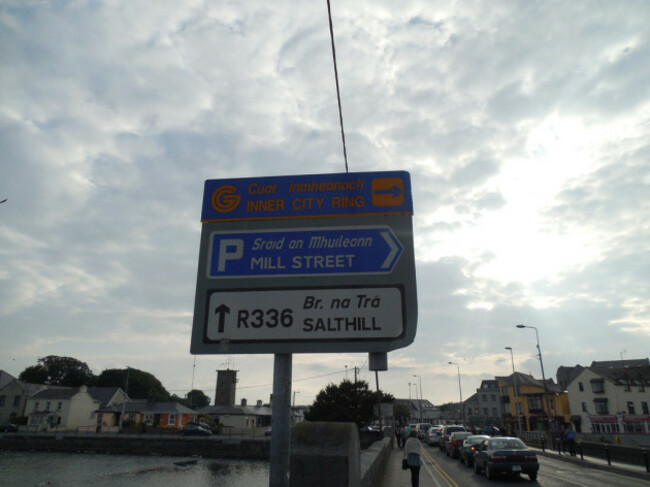 Cuar Inmheánach
INNER CITY RING
P
Sráid an Mhuileann
MILL STREET
R336
Br. na Trá
SALTHILL